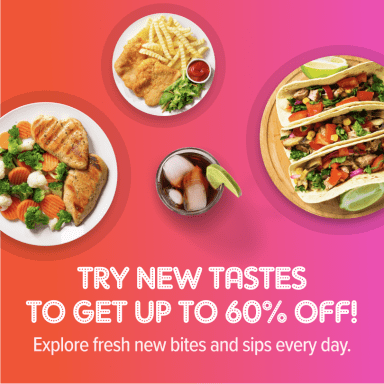 TRY NEW TASTES
TO GET UP TO 60% OFF!
Explore fresh new bites and sips every day.